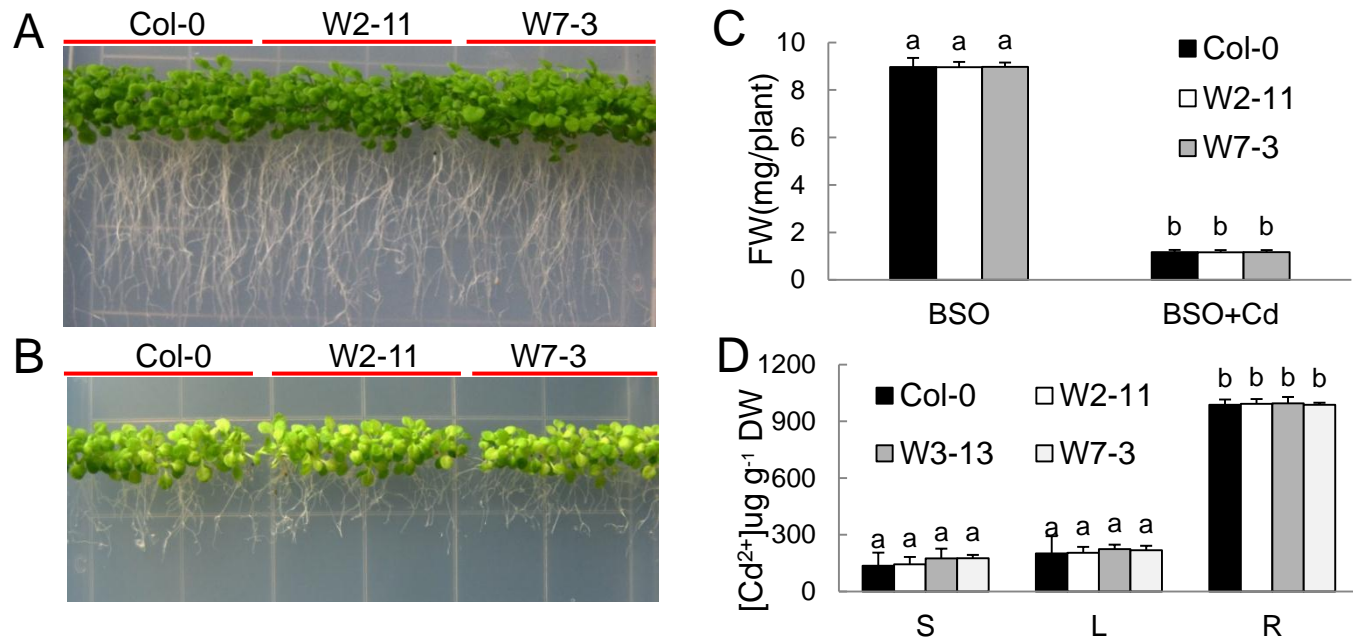 A
Col-0 W2-11 W7-3
B
Col-0 W2-11 W7-3
C
FW(mg/plant)
10
8
6
4
2
0
a a a
b b b
Col-0
W2-11
W7-3
BSO BSO+Cd
D
[Cd²⁺]ug g⁻¹ DW
1200
900
600
300
0
Col-0 W2-11
W3-13 W7-3
a a a a
a a a a
b b b b
S L R